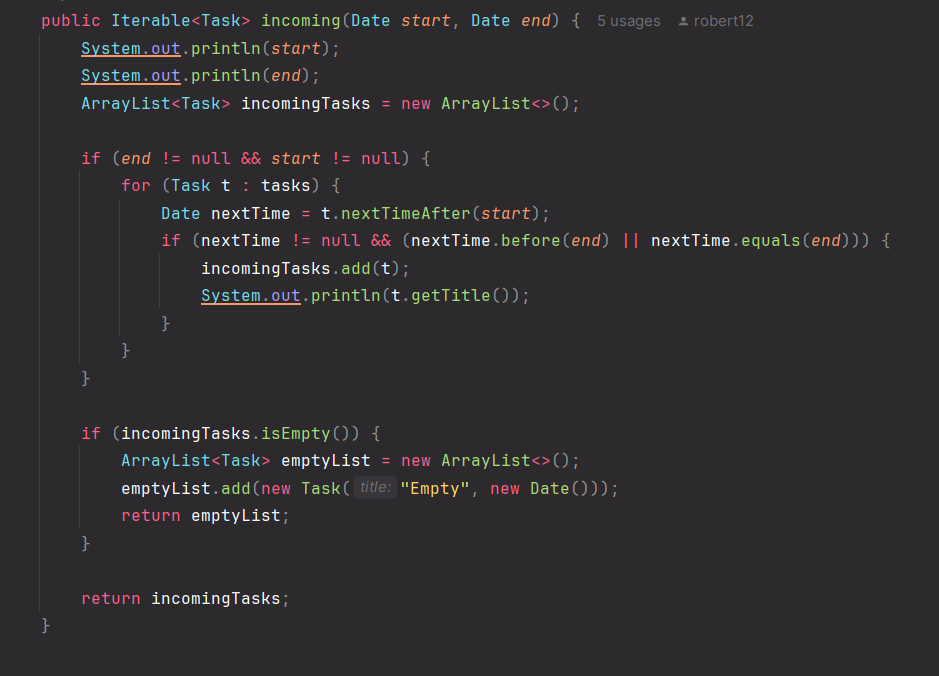 public Iterable<Task> incoming(Date start, Date end) { 5 usages robert12
    System.out.println(start);
    System.out.println(end);
    ArrayList<Task> incomingTasks = new ArrayList<>();

    if (end != null && start != null) {
        for (Task t : tasks) {
            Date nextTime = t.nextTimeAfter(start);
            if (nextTime != null && (nextTime.before(end) || nextTime.equals(end))) {
                incomingTasks.add(t);
                System.out.println(t.getTitle());
            }
        }
    }

    if (incomingTasks.isEmpty()) {
        ArrayList<Task> emptyList = new ArrayList<>();
        emptyList.add(new Task( title: "Empty", new Date()));
        return emptyList;
    }

    return incomingTasks;
}